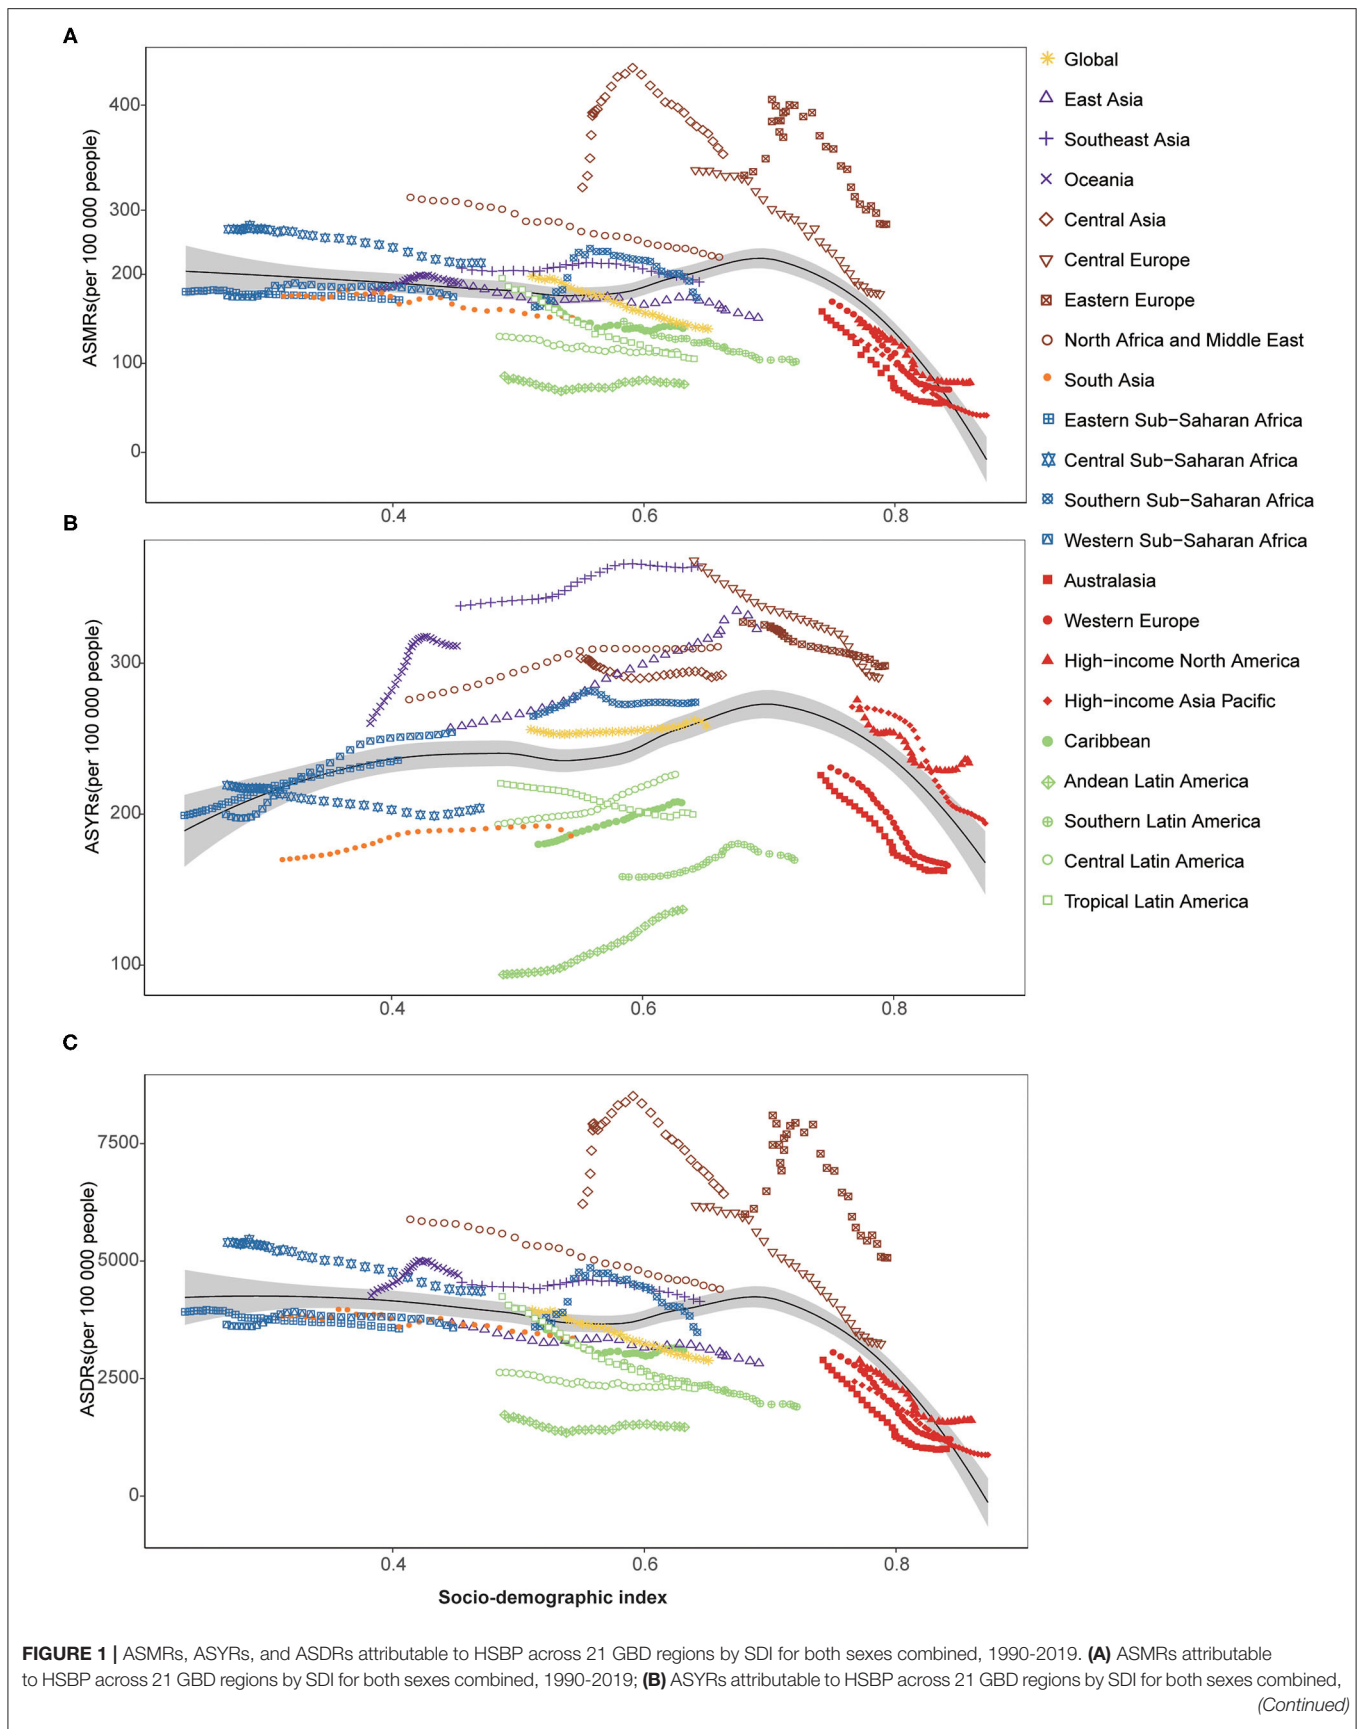 A
ASMRs(per 100 000 people)
400
300
200
100
0
0.4 0.6 0.8
Global
East Asia
Southeast Asia
Oceania
Central Asia
Central Europe
Eastern Europe
North Africa and Middle East
South Asia
Eastern Sub−Saharan Africa
Central Sub−Saharan Africa
Southern Sub−Saharan Africa
Western Sub−Saharan Africa
Australasia
Western Europe
High−income North America
High−income Asia Pacific
Caribbean
Andean Latin America
Southern Latin America
Central Latin America
Tropical Latin America
B
ASYRs(per 100 000 people)
300
200
100
0.4 0.6 0.8
C
ASDRs(per 100 000 people)
7500
5000
2500
0
0.4 0.6 0.8
Socio-demographic index
FIGURE 1 | ASMRs, ASYRs, and ASDRs attributable to HSBP across 21 GBD regions by SDI for both sexes combined, 1990-2019. (A) ASMRs attributable
to HSBP across 21 GBD regions by SDI for both sexes combined, 1990-2019; (B) ASYRs attributable to HSBP across 21 GBD regions by SDI for both sexes combined,
(Continued)